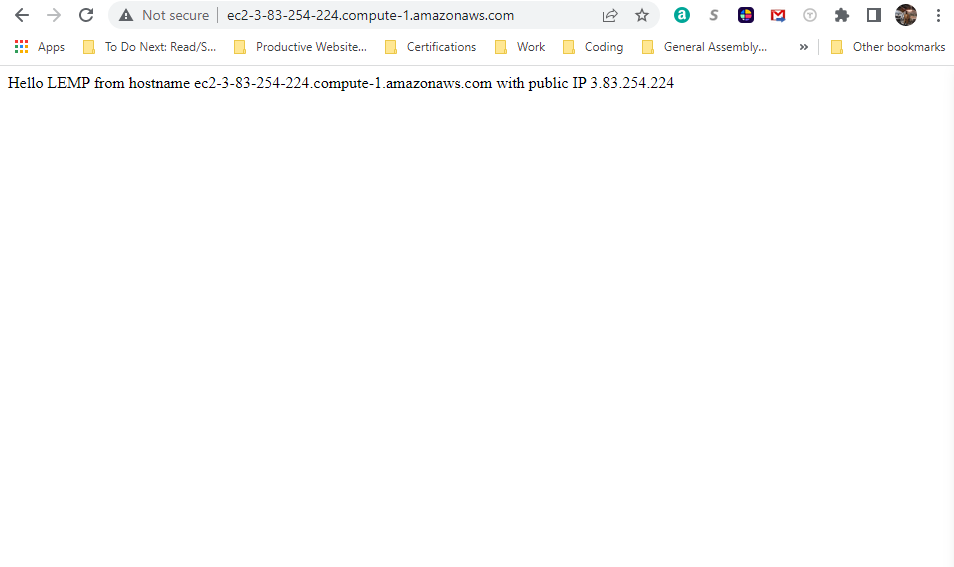 Not secure ec2-3-83-254-224.compute-1.amazonaws.com
Apps To Do Next: Read/S... Productive Website... Certifications Work Coding General Assembly... » Other bookmarks
Hello LEMP from hostname ec2-3-83-254-224.compute-1.amazonaws.com with public IP 3.83.254.224